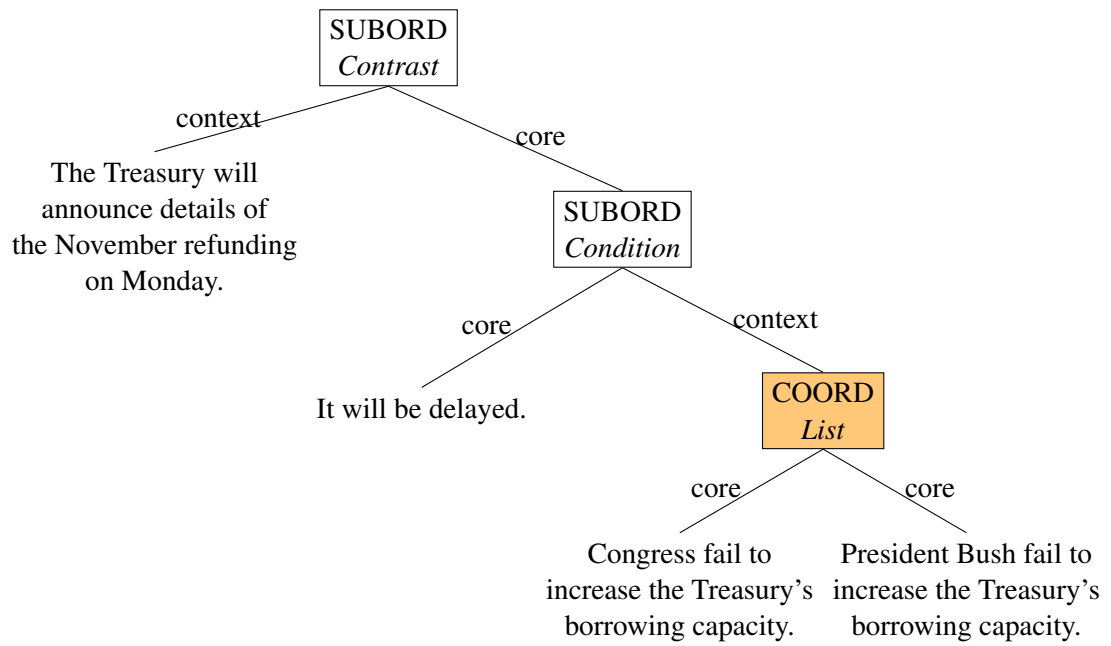 SUBORD
Contrast
context
core
The Treasury will
announce details of
the November refunding
on Monday.
SUBORD
Condition
core
context
It will be delayed.
COORD
List
core
core
Congress fail to
increase the Treasury's
borrowing capacity.
President Bush fail to
increase the Treasury's
borrowing capacity.